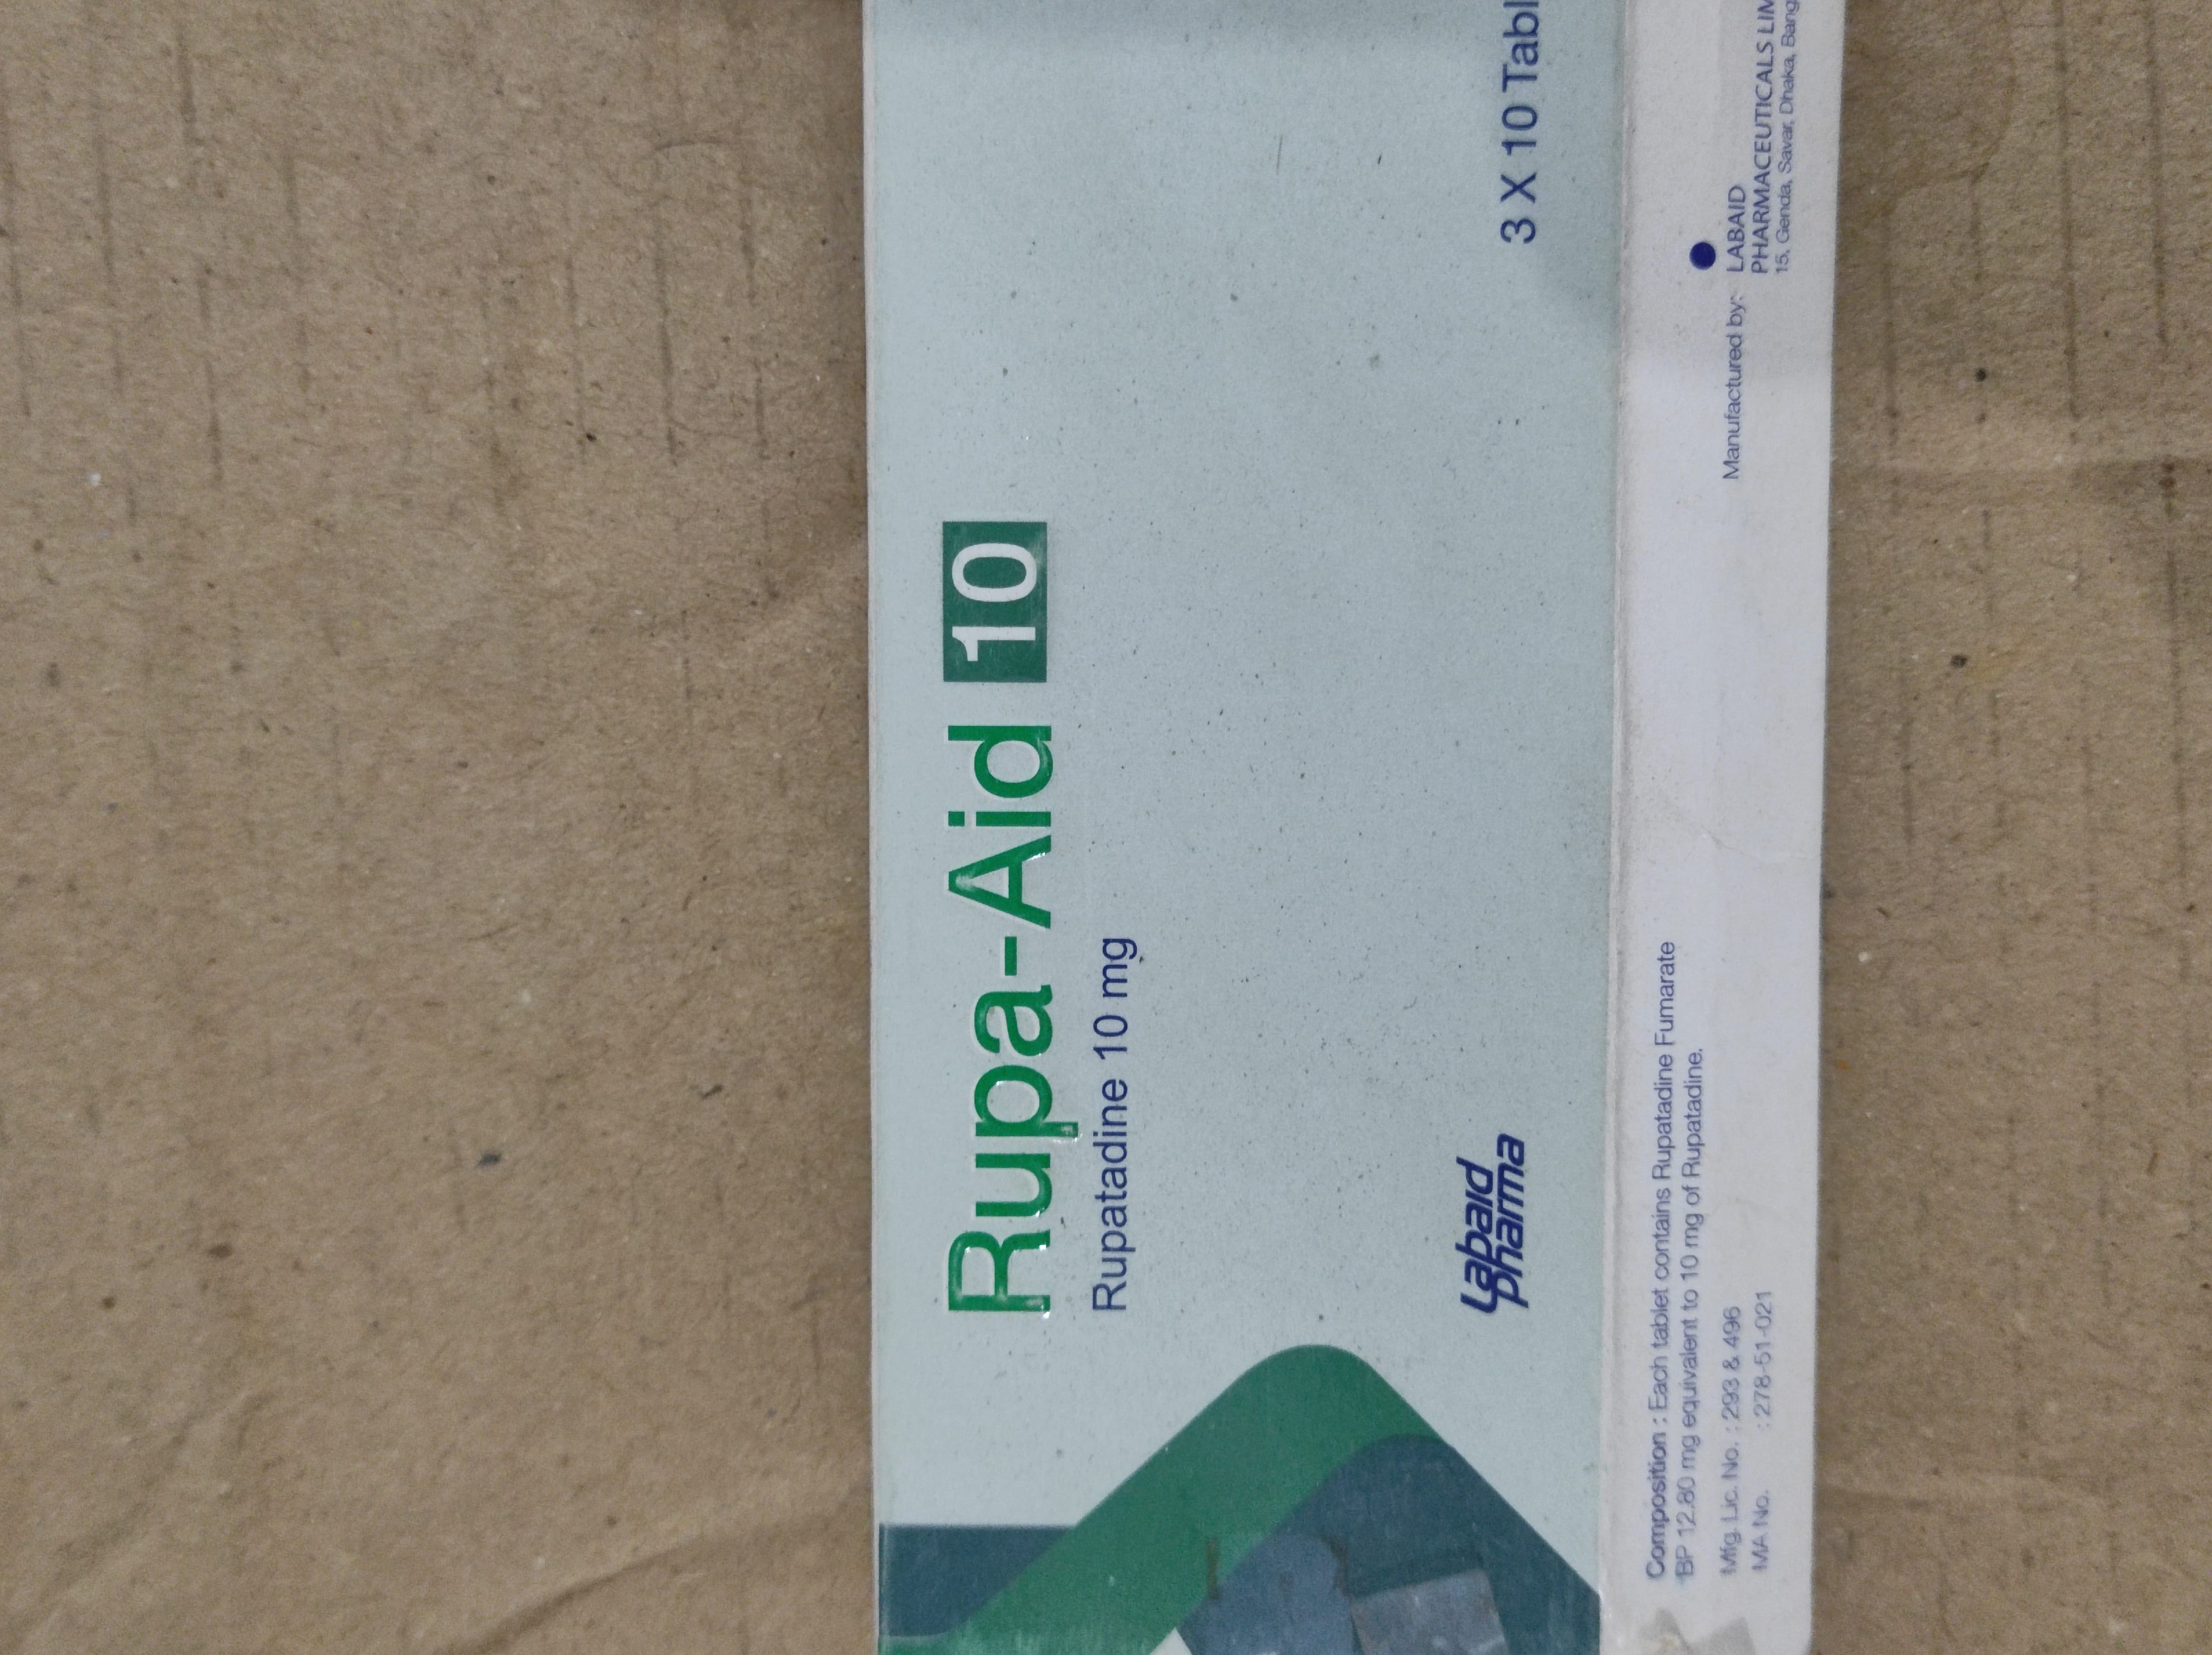 Rupa-Aid 10
Rupatadine 10 mg
Labaid
Pharma
3 X 10 Tabl
Composition : Each tablet contains Rupatadine Fumarate
BP 12.80 mg equivalent to 10 mg of Rupatadine.
Mfg. Lic. No. : 293 & 496
MA No. : 278-51-021
Manufactured by: LABAID
PHARMACEUTICALS LIM
15, Genda, Savar, Dhaka, Bang